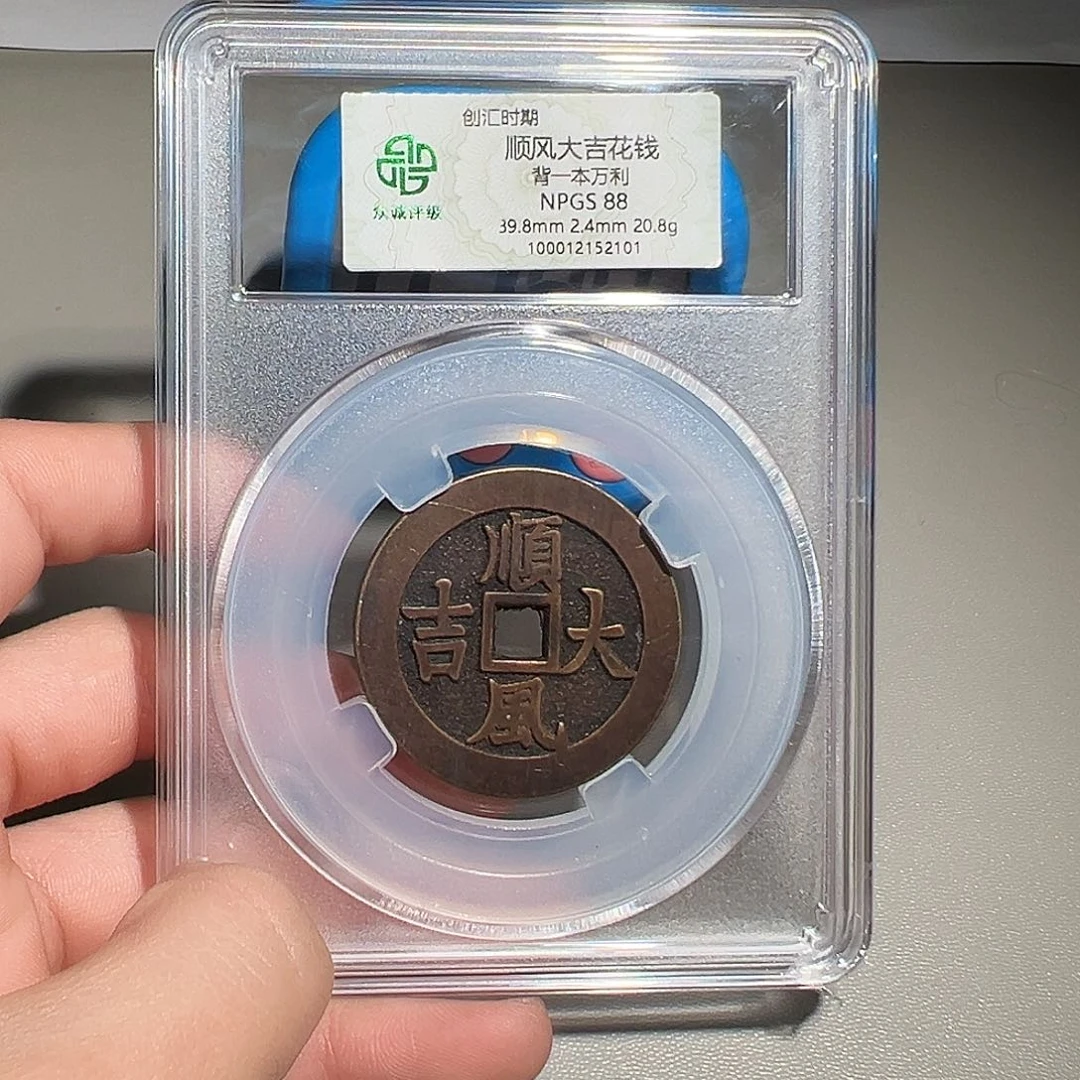 创汇时期
顺风大吉花钱
背一本万利
众诚评级
NPGS 88
39.8mm 2.4mm 20.8g
100012152101
順
吉 大
風